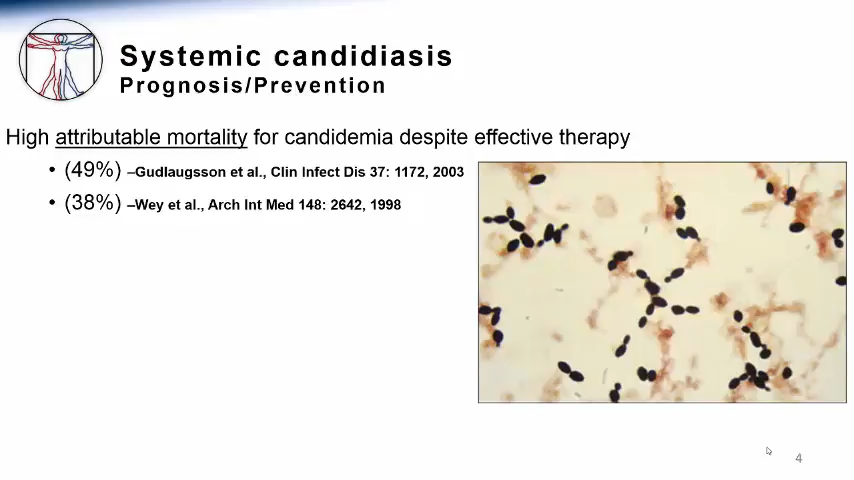 Systemic candidiasis
Prognosis/Prevention
High attributable mortality for candidemia despite effective therapy
• (49%) –Gudlaugsson et al., Clin Infect Dis 37: 1172, 2003
• (38%) –Wey et al., Arch Int Med 148: 2642, 1998
4